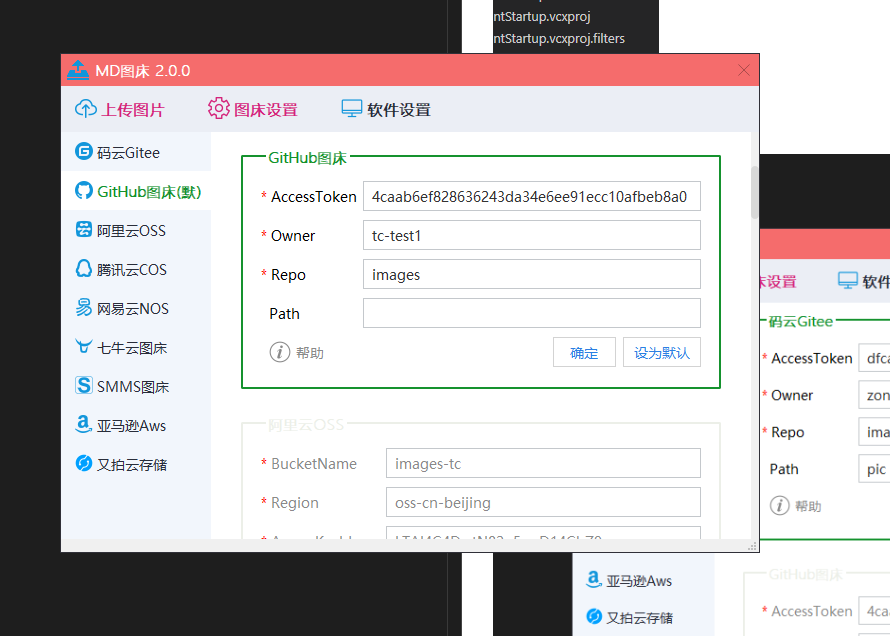 ntStartup.vcxproj
ntStartup.vcxproj.filters
MD图床 2.0.0
上传图片
图床设置
软件设置
码云Gitee
GitHub图床(默)
阿里云OSS
腾讯云COS
网易云NOS
七牛云图床
SMMS图床
亚马逊Aws
又拍云存储
GitHub图床
* AccessToken 4caab6ef828636243da34e6ee91ecc10afbeb8a0
* Owner tc-test1
* Repo images
Path
帮助
确定
设为默认
阿里云OSS
* BucketName images-tc
* Region oss-cn-beijing
设置
软件
码云Gitee
* AccessToken dfca
* Owner zon
* Repo ima
Path pic
帮助
亚马逊Aws
又拍云存储
GitHub图床
* AccessToken 4ca